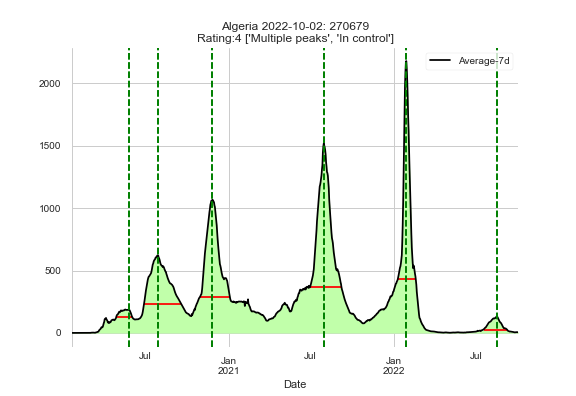 Algeria 2022-10-02: 270679
Rating:4 ['Multiple peaks', 'In control']
Average-7d
2000
1500
1000
500
0
Jul
Jan
2021
Jul
Jan
2022
Jul
Date